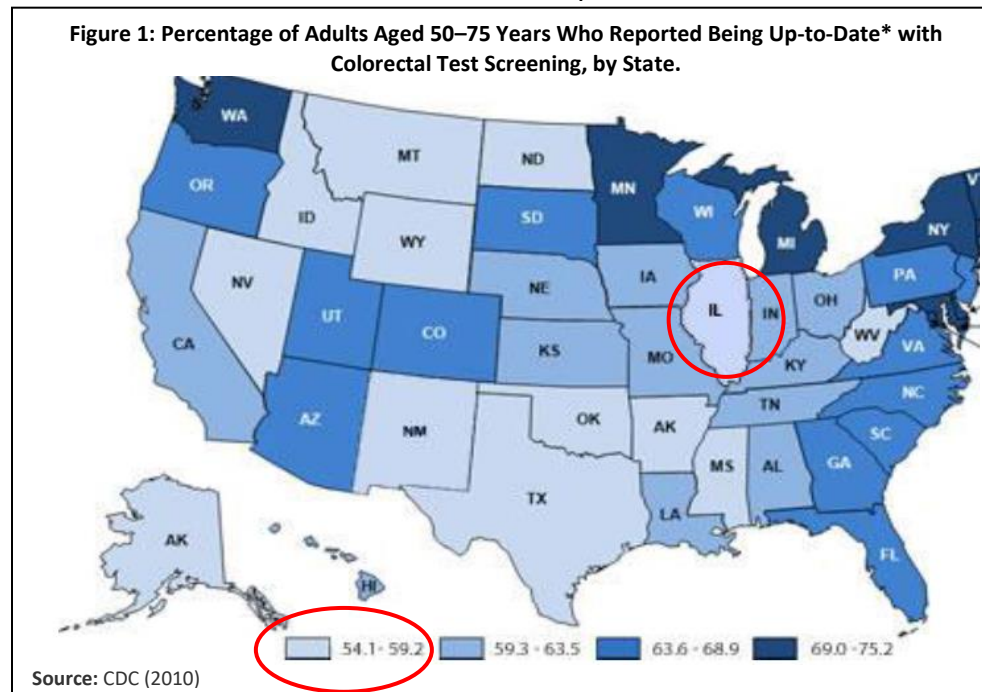 Figure 1: Percentage of Adults Aged 50–75 Years Who Reported Being Up-to-Date* with
Colorectal Test Screening, by State.
WA
MT
ND
MN
OR
ID
SD
WI
MI
NY
V
WY
IA
PA
NE
NV
IL
IN
OH
UT
CO
WV
CA
KS
MO
KY
VA
TN
NC
AZ
NM
OK
AK
SC
MS
AL
GA
TX
LA
AK
FL
HI
54.1 - 59.2 59.3 - 63.5 63.6 - 68.9 69.0 - 75.2
Source: CDC (2010)